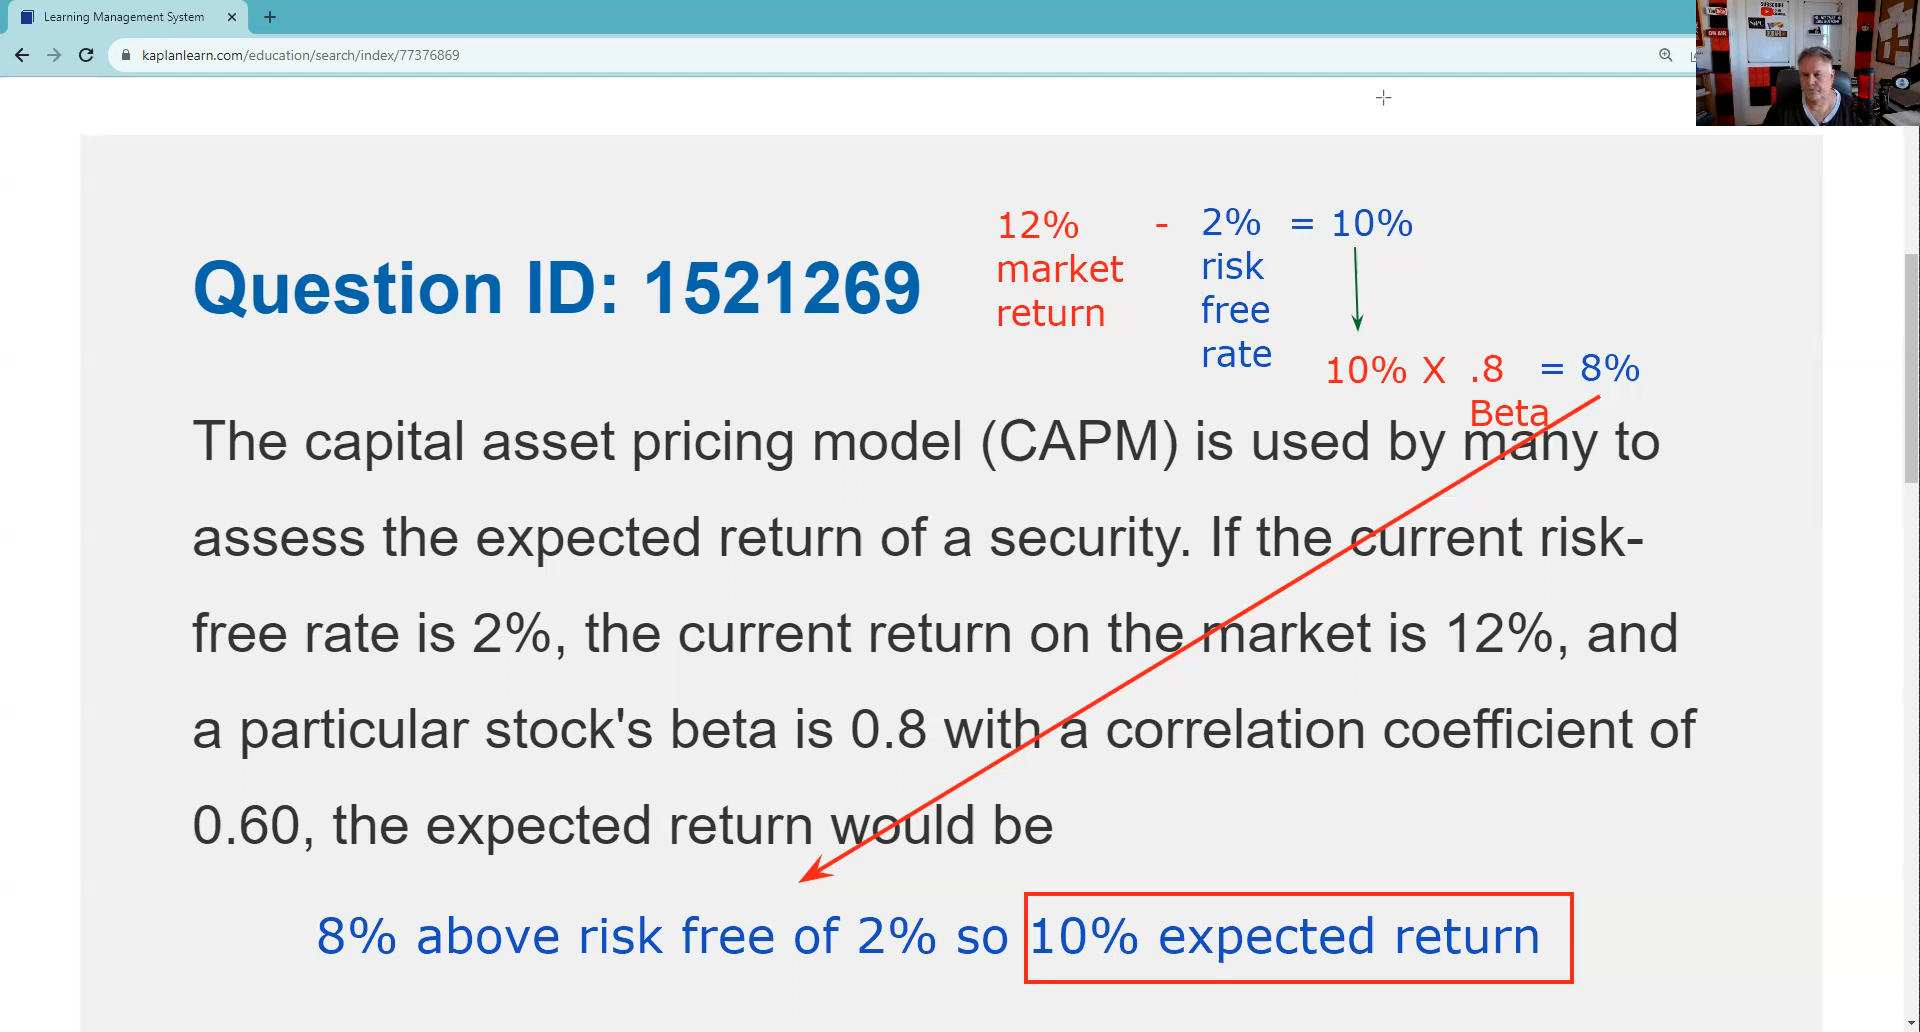 Learning Management System
kaplanlearn.com/education/search/index/77376869
12% - 2% = 10%
market risk
return free
rate
Question ID: 1521269
10% X .8 = 8%
Beta
The capital asset pricing model (CAPM) is used by many to
assess the expected return of a security. If the current risk-
free rate is 2%, the current return on the market is 12%, and
a particular stock's beta is 0.8 with a correlation coefficient of
0.60, the expected return would be
8% above risk free of 2% so 10% expected return